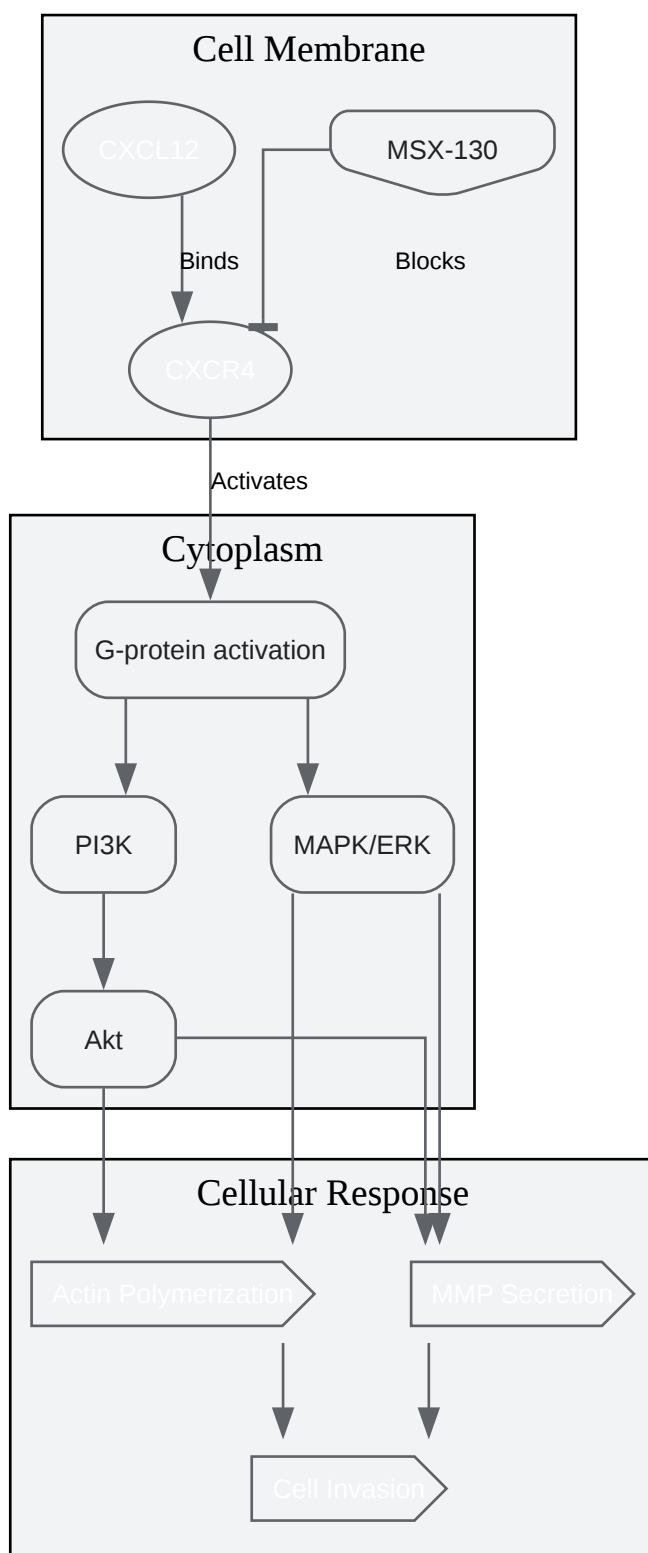 Cell Membrane
CXCL12
MSX-130
Binds
Blocks
CXCR4
Activates
Cytoplasm
G-protein activation
PI3K
MAPK/ERK
Akt
Cellular Response
Actin Polymerization
MMP Secretion
Cell Invasion